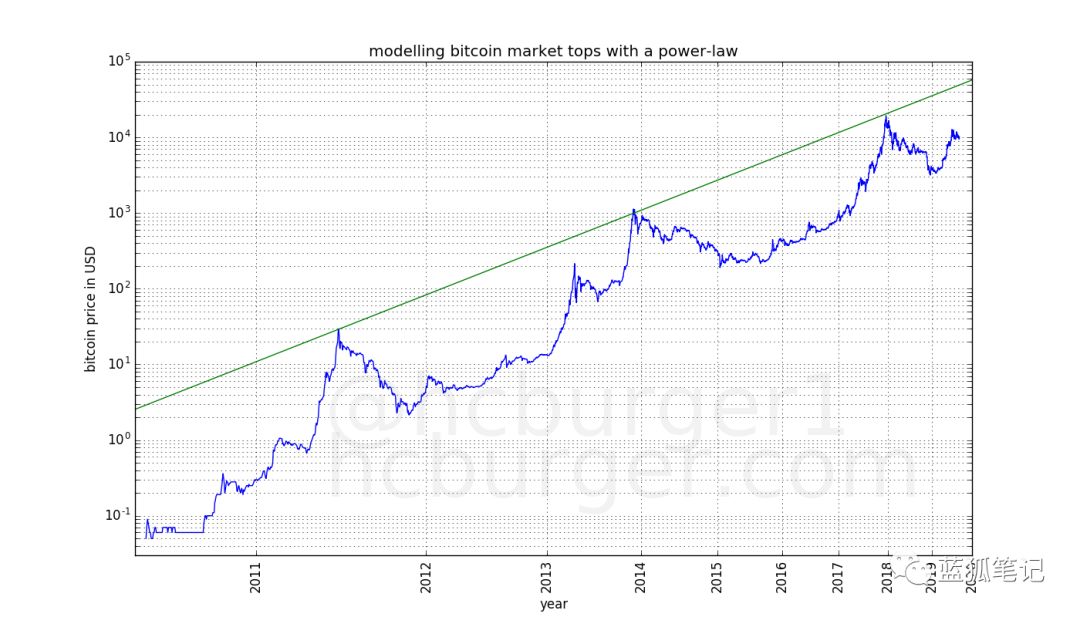 modelling bitcoin market tops with a power-law
10^5
10^4
10^3
10^2
10^1
10^0
10^-1
bitcoin price in USD
@hcburger1
hcburger.com
2011
2012
2013
2014
2015
2016
2017
2018
2019
year
蓝狐笔记